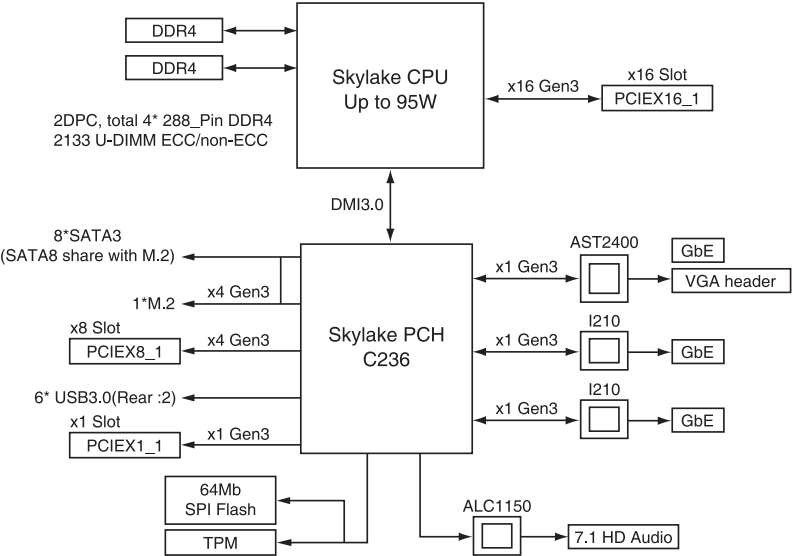 DDR4
DDR4
2DPC, total 4* 288_Pin DDR4
2133 U-DIMM ECC/non-ECC
Skylake CPU
Up to 95W
x16 Gen3
x16 Slot
PCIEX16_1
DMI3.0
8*SATA3
(SATA8 share with M.2)
x4 Gen3
1*M.2
x8 Slot
PCIEX8_1
x4 Gen3
6* USB3.0(Rear :2)
x1 Slot
PCIEX1_1
x1 Gen3
Skylake PCH
C236
x1 Gen3
AST2400
GbE
VGA header
x1 Gen3
I210
GbE
x1 Gen3
I210
GbE
64Mb
SPI Flash
TPM
ALC1150
7.1 HD Audio